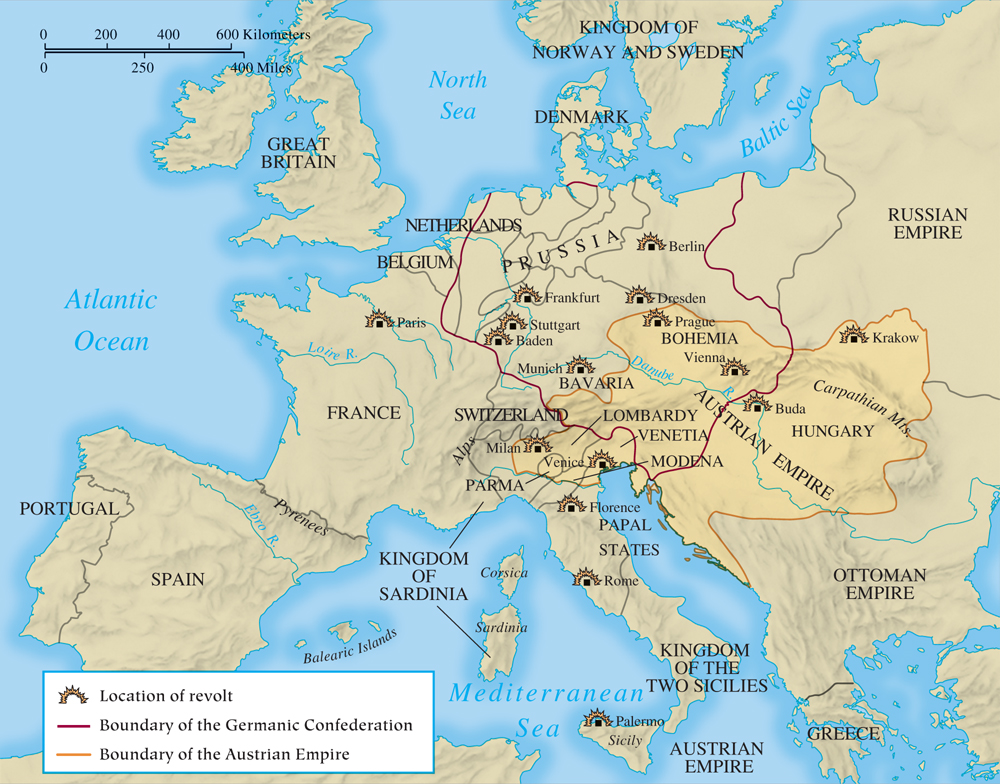 0 200 400 600 Kilometers
0 250 400 Miles
KINGDOM OF
NORWAY AND SWEDEN
North
Sea
Baltic Sea
DENMARK
GREAT
BRITAIN
RUSSIAN
EMPIRE
NETHERLANDS
PRUSSIA
Berlin
BELGIUM
Atlantic
Ocean
Frankfurt
Dresden
Paris
Stuttgart
Prague
Baden
BOHEMIA
Krakow
Loire R.
Vienna
Munich
Danube R.
BAVARIA
Carpathian Mts.
FRANCE
SWITZERLAND
LOMBARDY
Buda
AUSTRIAN EMPIRE
HUNGARY
VENETIA
Alps
Milan
Venice
MODENA
PARMA
PORTUGAL
Ebro R.
Pyrenees
Florence
PAPAL
STATES
KINGDOM
OF
SARDINIA
Corsica
SPAIN
Rome
OTTOMAN
EMPIRE
Sardinia
Balearic Islands
KINGDOM
OF THE
TWO SICILIES
Mediterranean
Sea
Palermo
Sicily
GREECE
AUSTRIAN
EMPIRE
Location of revolt
Boundary of the Germanic Confederation
Boundary of the Austrian Empire